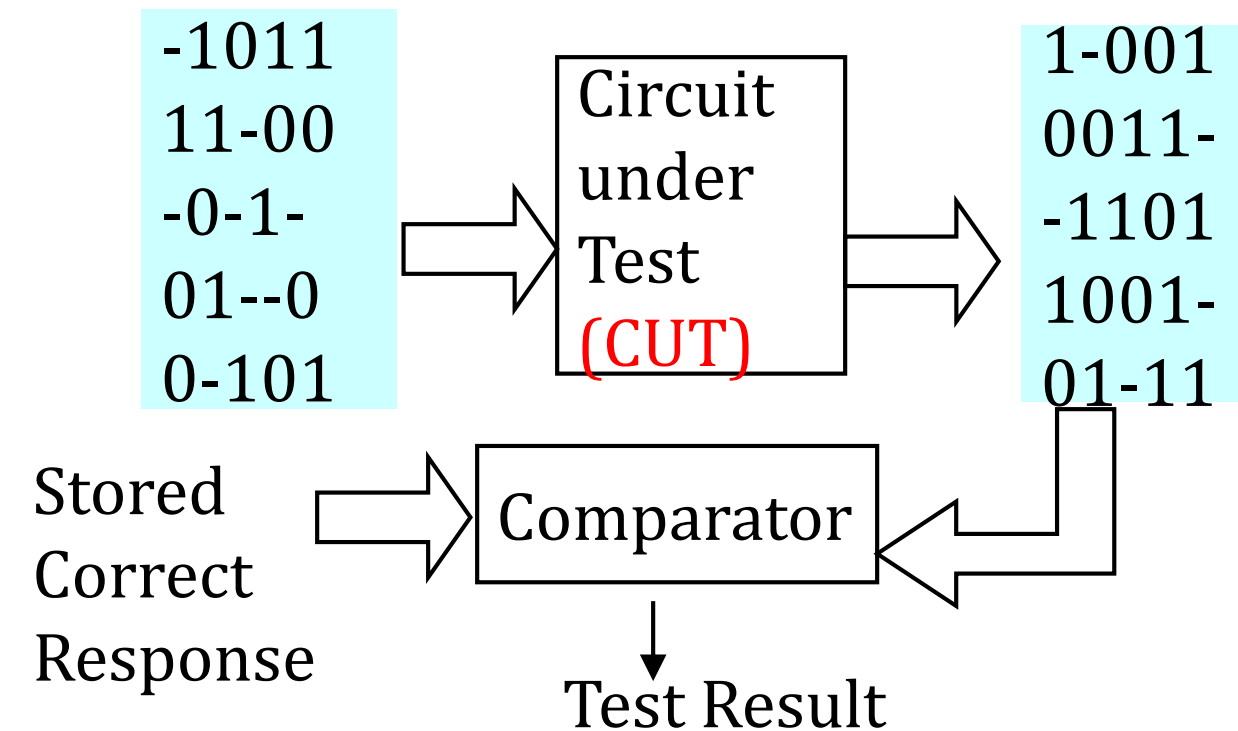 -1011
11-00
-0-1-
01--0
0-101
Circuit
under
Test
(CUT)
1-001
0011-
-1101
1001-
01-11
Stored
Correct
Response
Comparator
Test Result